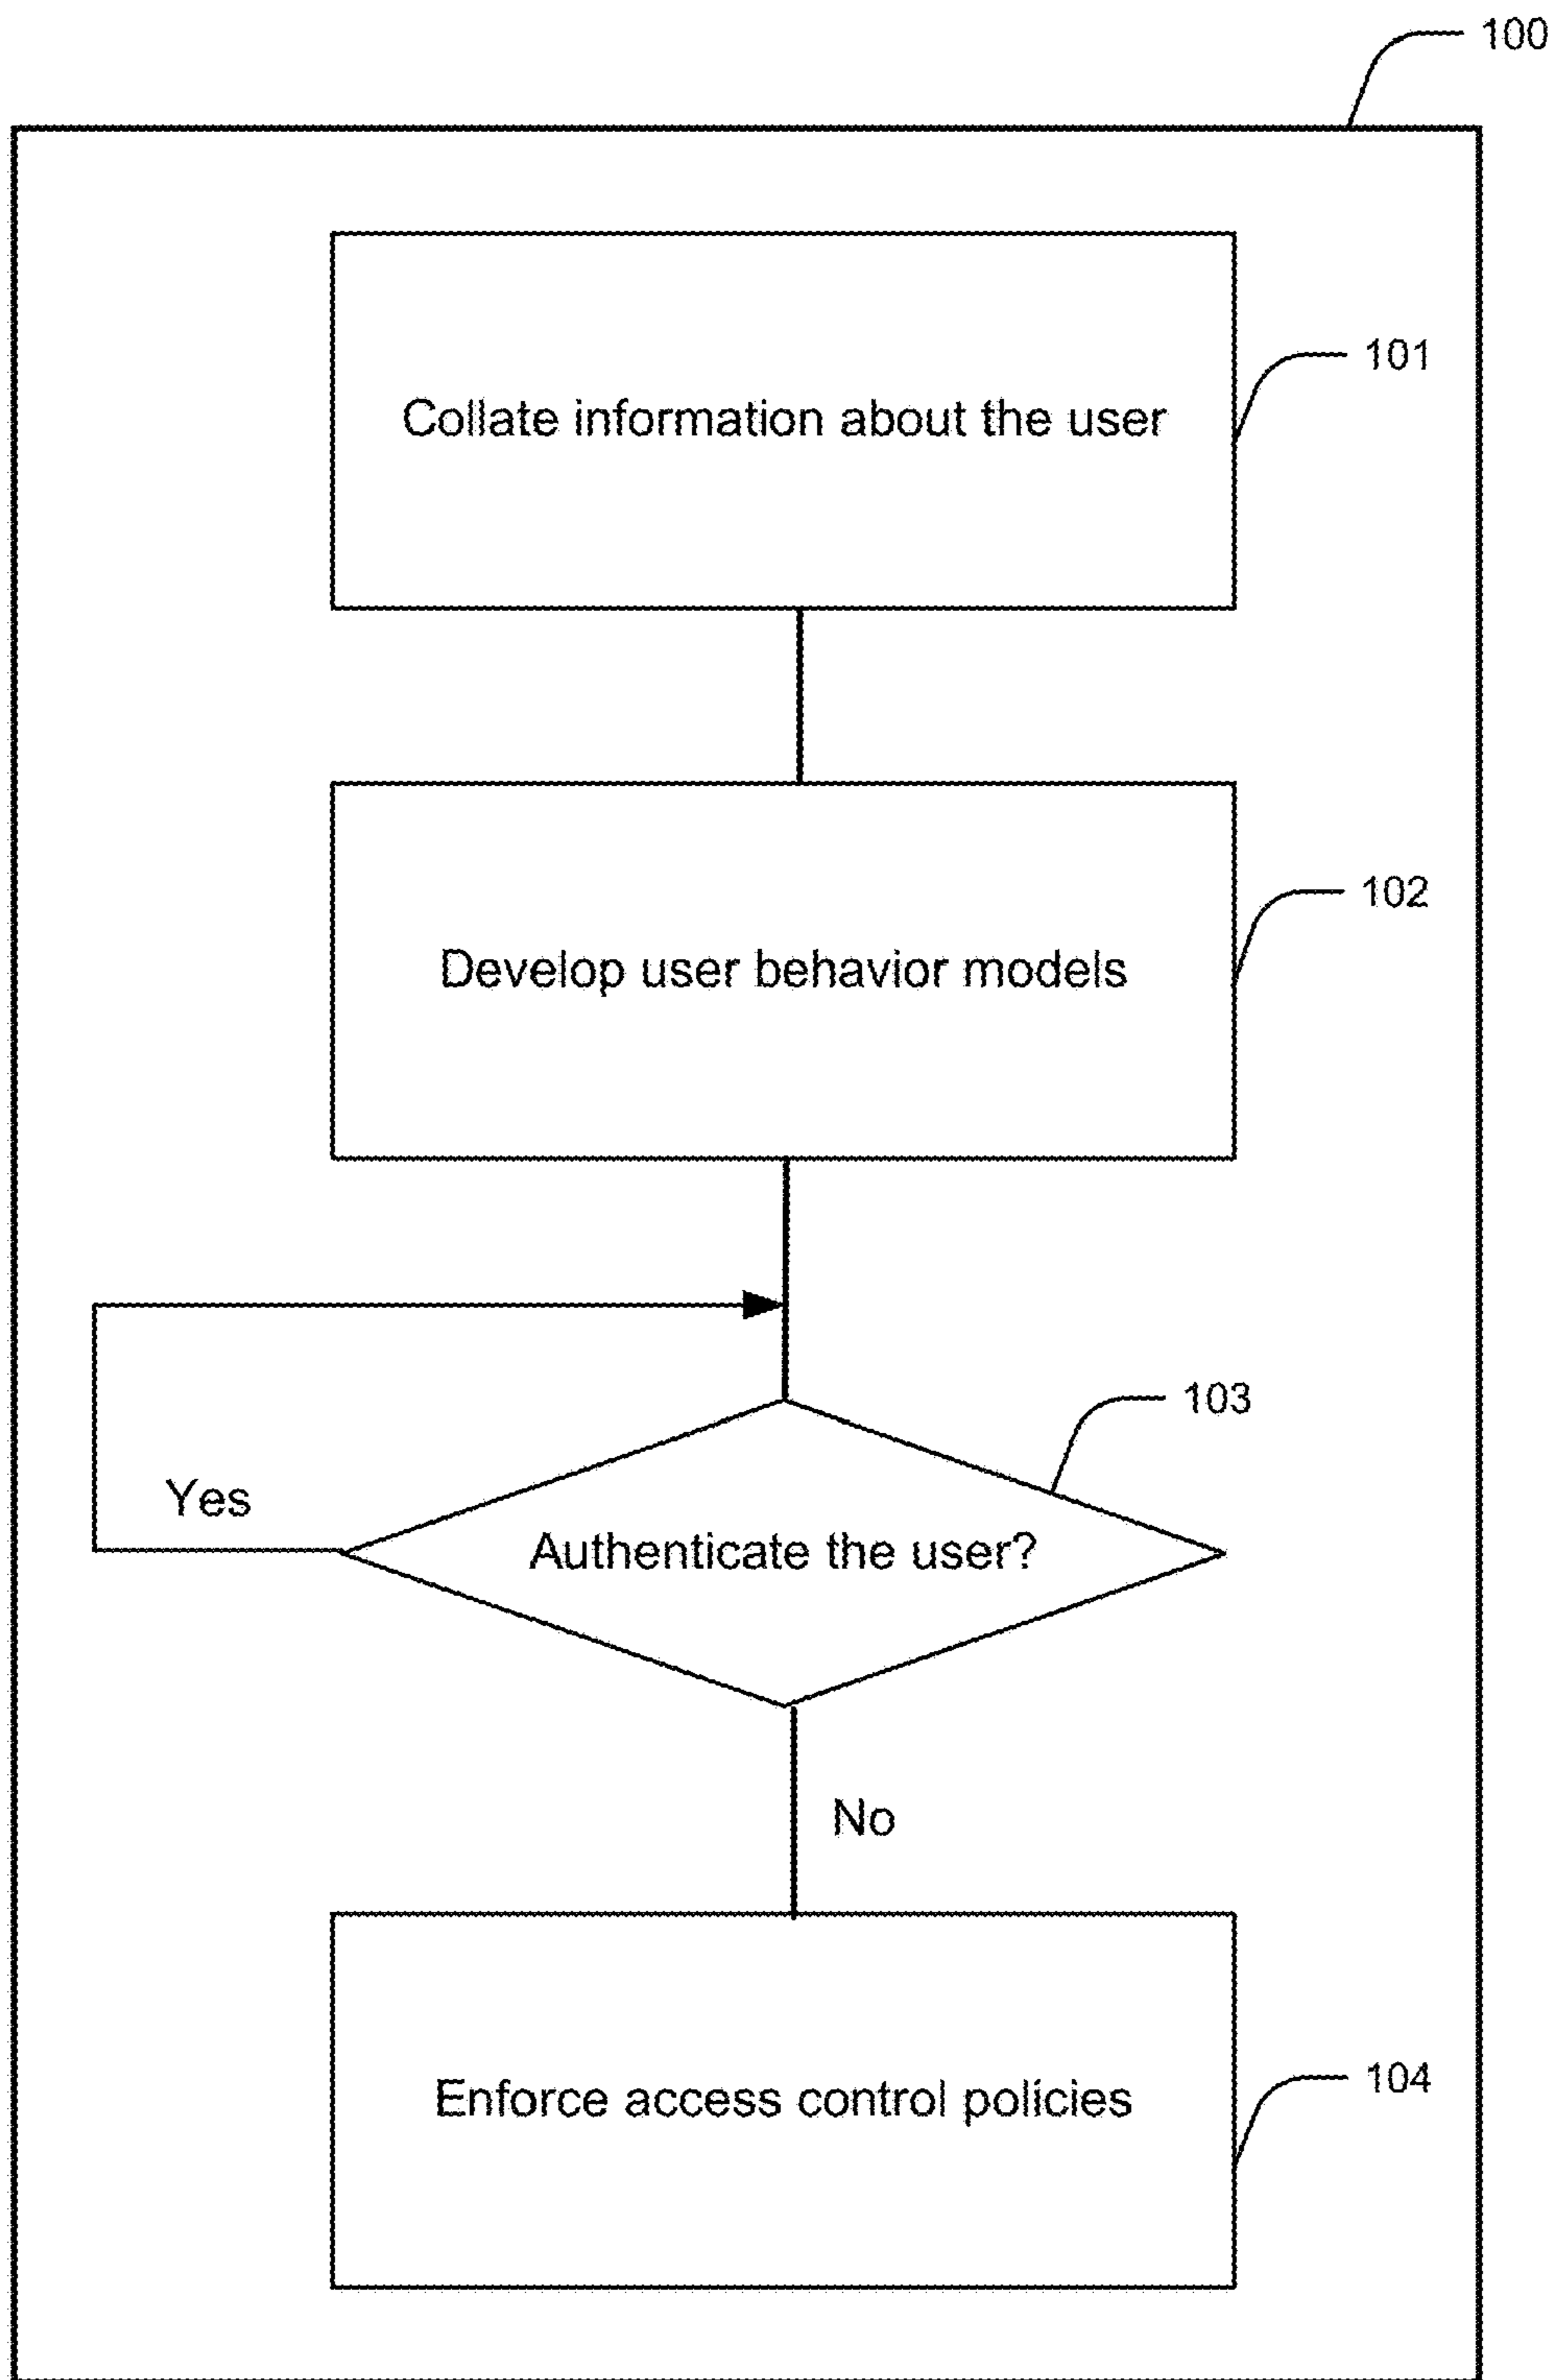 100
Collate information about the user
101
Develop user behavior models
102
103
Yes
Authenticate the user?
No
Enforce access control policies
104